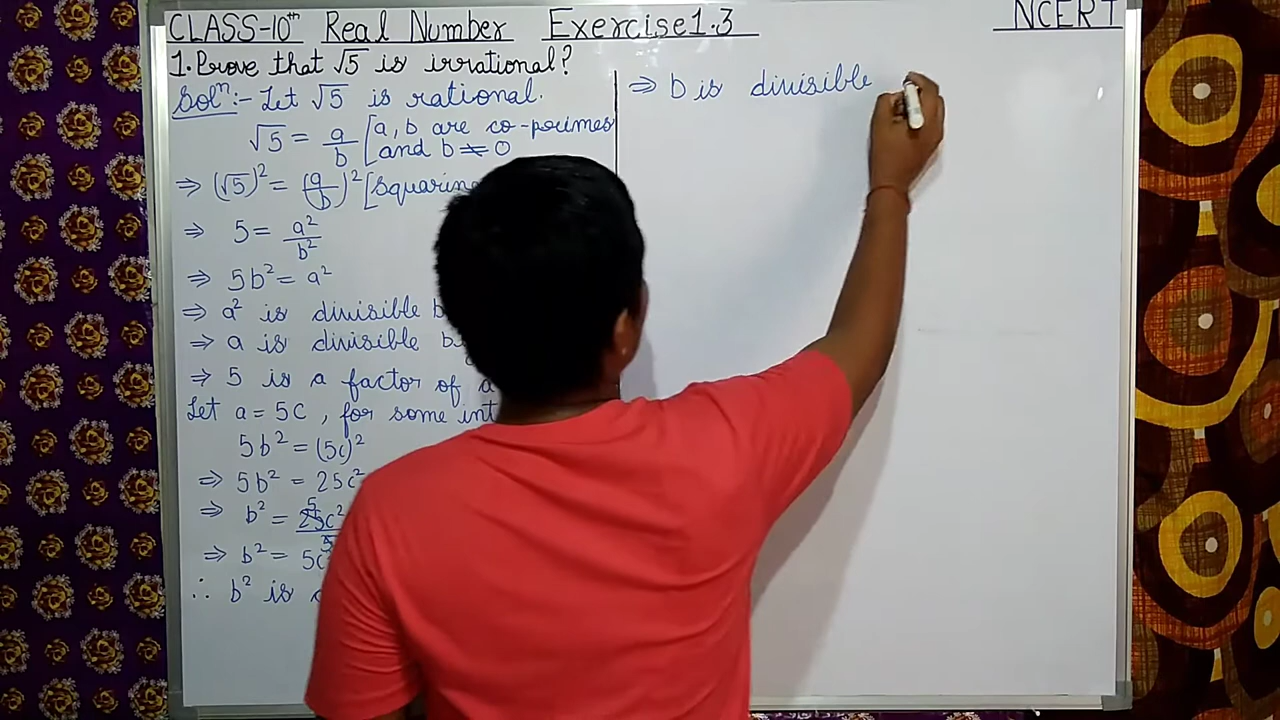 CLASS-10th Real Number Exercise 1.3 NCERT
1. Prove that √5 is irrational?
Solⁿ:- Let √5 is rational.
√5 = a/b [a, b are co-primes
and b ≠ 0
⇒ (√5)² = (a/b)² [Squaring
⇒ 5 = a²/b²
⇒ 5b² = a²
⇒ a² is divisible
⇒ a is divisible
⇒ 5 is a factor of a
Let a = 5c, for some
5b² = (5c)²
⇒ 5b² = 25c²
⇒ b² = 25c²/5
⇒ b² = 5c²
∴ b² is
⇒ b is divisible